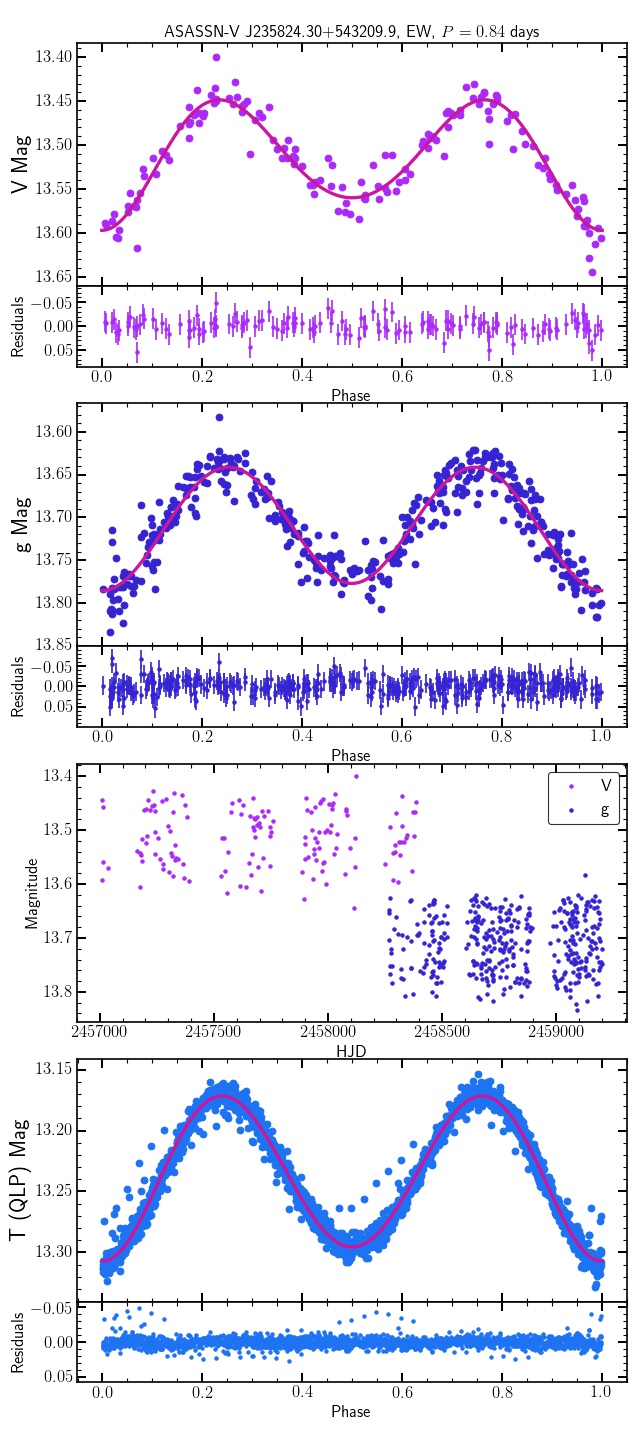 ASASSN-V J235824.30+543209.9, EW, P = 0.84 days
13.40
13.45
13.50
13.55
13.60
13.65
V Mag
−0.05
0.00
0.05
Residuals
0.0 0.2 0.4 0.6 0.8 1.0
Phase
13.60
13.65
13.70
13.75
13.80
13.85
g Mag
−0.05
0.00
0.05
Residuals
0.0 0.2 0.4 0.6 0.8 1.0
Phase
13.4
13.5
13.6
13.7
13.8
Magnitude
V
g
2457000 2457500 2458000 2458500 2459000
HJD
13.15
13.20
13.25
13.30
T (QLP) Mag
−0.05
0.00
0.05
Residuals
0.0 0.2 0.4 0.6 0.8 1.0
Phase